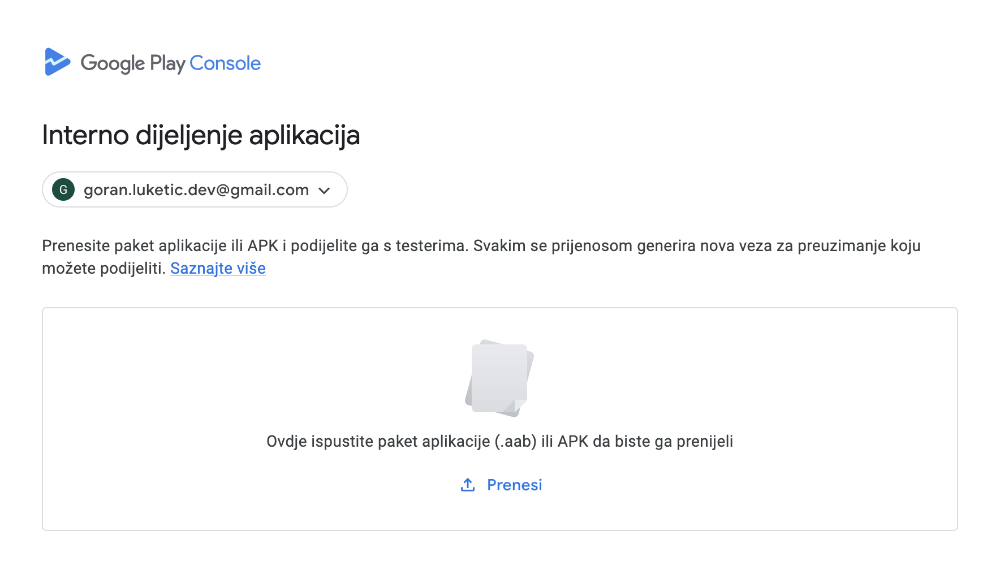 Google Play Console
Interno dijeljenje aplikacija
G goran.luketic.dev@gmail.com
Prenesite paket aplikacije ili APK i podijelite ga s testerima. Svakim se prijenosom generira nova veza za preuzimanje koju
možete podijeliti. Saznajte više
Ovdje ispustite paket aplikacije (.aab) ili APK da biste ga prenijeli
Prenesi